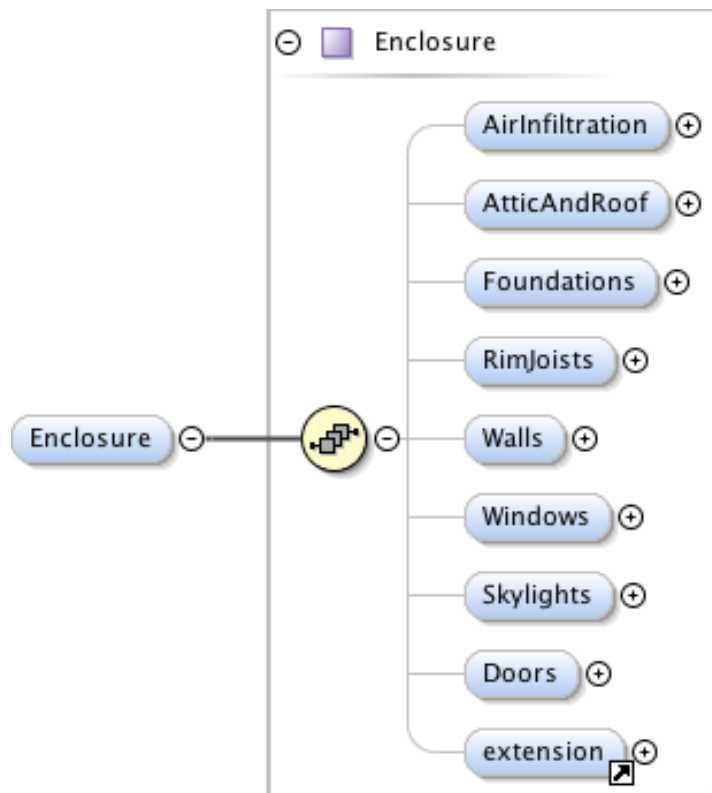 Enclosure
AirInfiltration
AtticAndRoof
Foundations
RimJoists
Enclosure
Walls
Windows
Skylights
Doors
extension